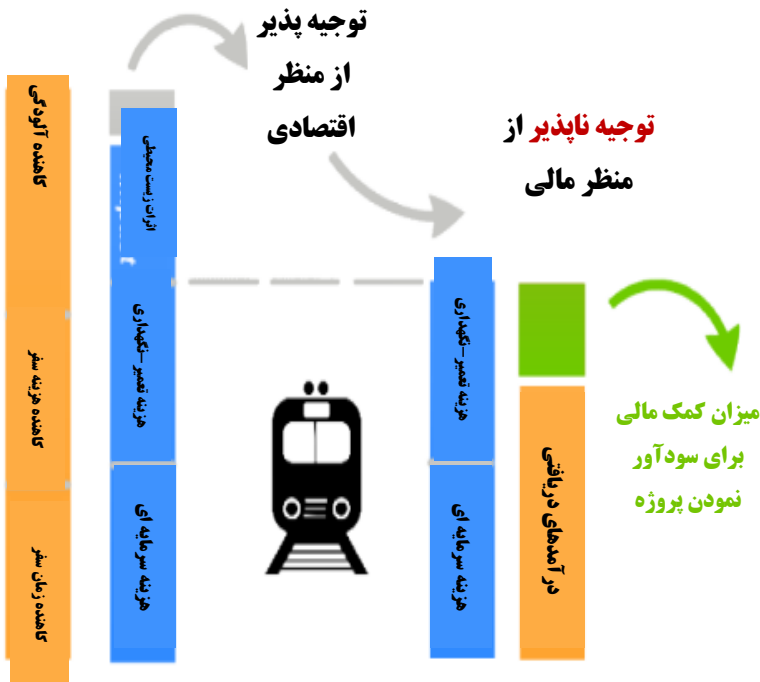 توجیه پذیر
از منظر
اقتصادی
توجیه ناپذیر از
منظر مالی
میزان کمک مالی
برای سودآور
نمودن پروژه
کاهنده آلودگی
کاهنده هزینه سفر
کاهنده زمان سفر
اثرات زیست محیطی
هزینه تعمیر –نگهداری
هزینه سرمایه ای
هزینه تعمیر –نگهداری
هزینه سرمایه ای
درآمدهای دریافتی